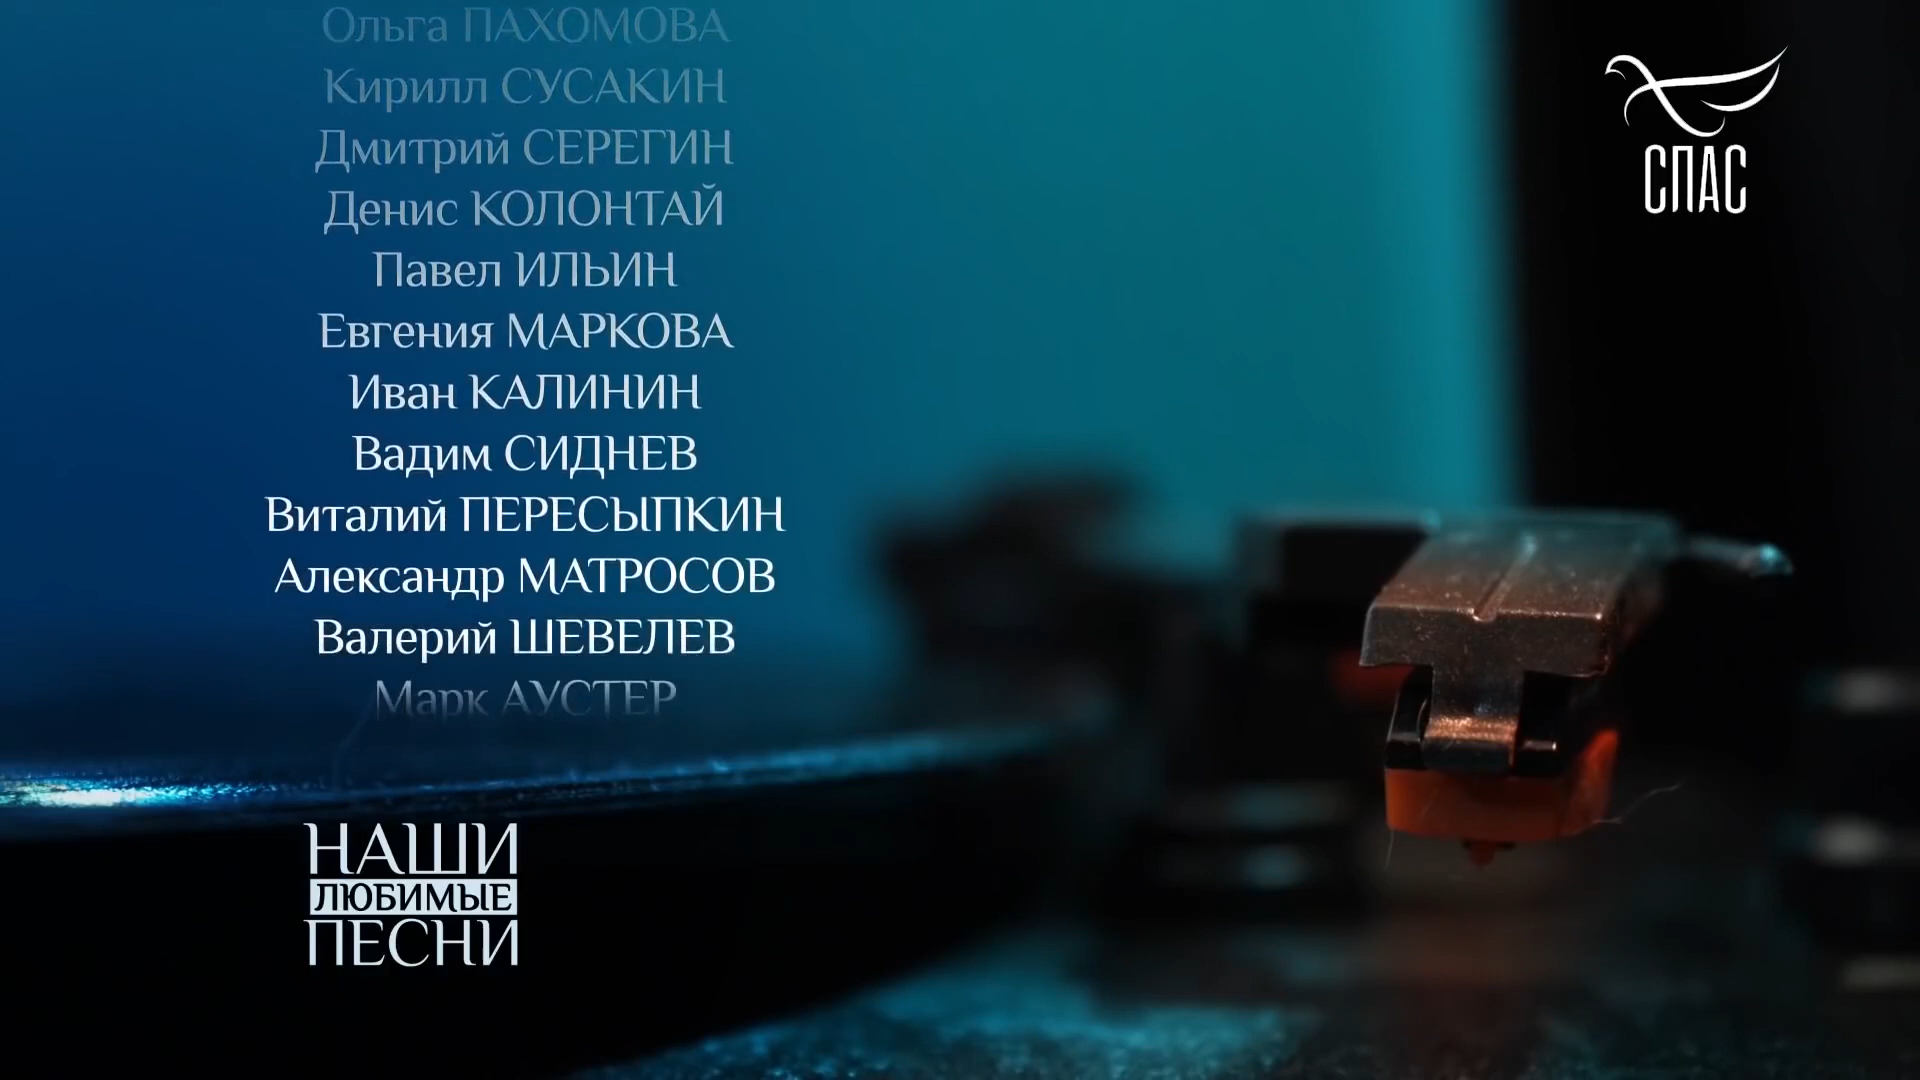 Ольга ПАХОМОВА
Кирилл СУСАКИН
Дмитрий СЕРЕГИН
Денис КОЛОНТАЙ
Павел ИЛЬИН
Евгения МАРКОВА
Иван КАЛИНИН
Вадим СИДНЕВ
Виталий ПЕРЕСЫПКИН
Александр МАТРОСОВ
Валерий ШЕВЕЛЕВ
Марк АУСТЕР
СПАС
НАШИ
ЛЮБИМЫЕ
ПЕСНИ